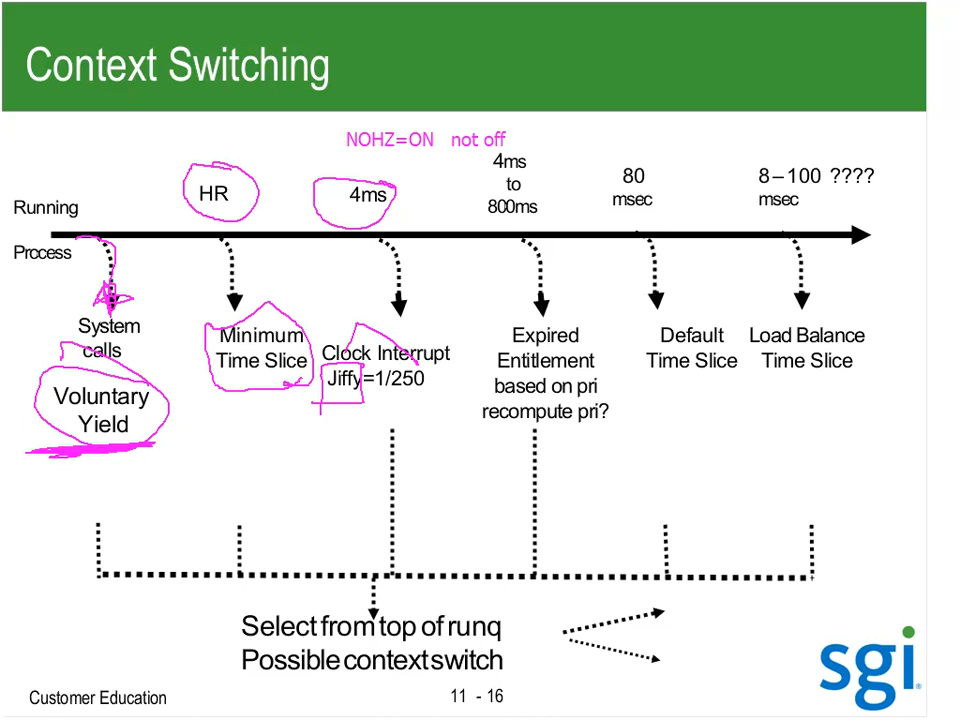 Context Switching
NOHZ=ON not off
Running
HR
4ms
4ms
to
800ms
80
msec
8–100 ????
msec
Process
System
calls
Voluntary
Yield
Minimum
Time Slice
Clock Interrupt
Jiffy=1/250
Expired
Entitlement
based on pri
recompute pri?
Default
Time Slice
Load Balance
Time Slice
Select from top of runq
Possible context switch
Customer Education
11 - 16
sgi